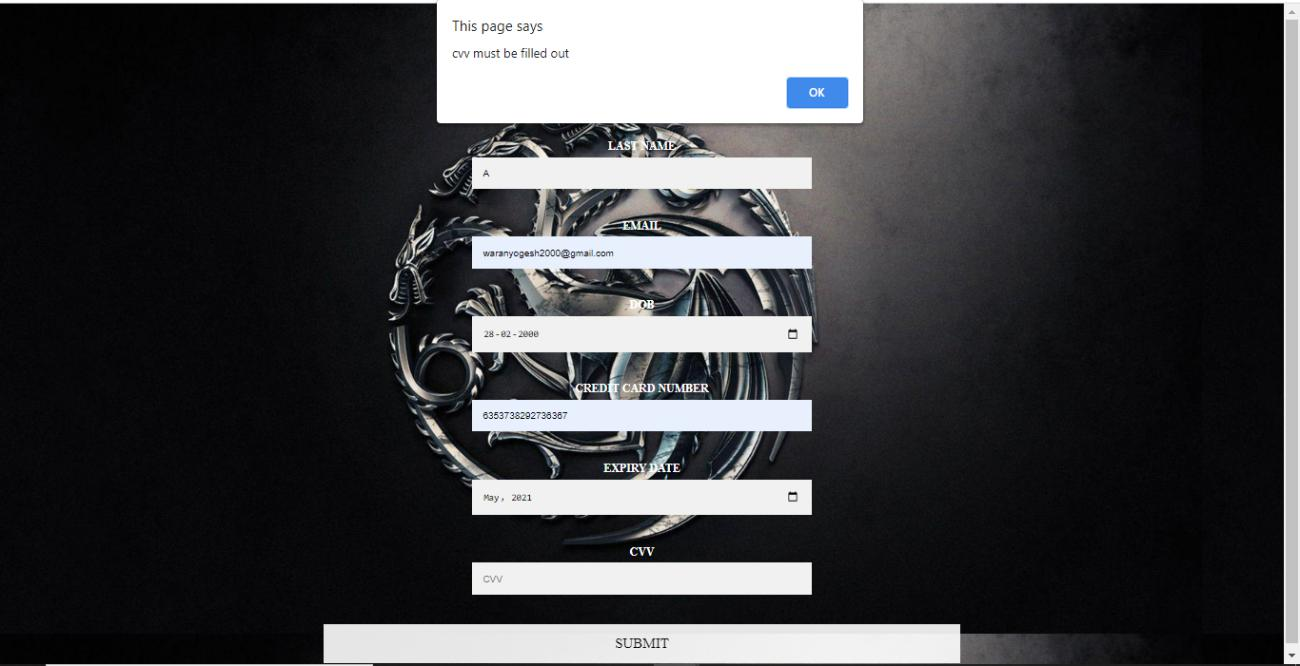 This page says
cvv must be filled out
OK
LAST NAME
A
EMAIL
waranyogesh2000@gmail.com
DOB
28-02-2000
CREDIT CARD NUMBER
6353738292736367
EXPIRY DATE
May, 2021
CVV
CVV
SUBMIT